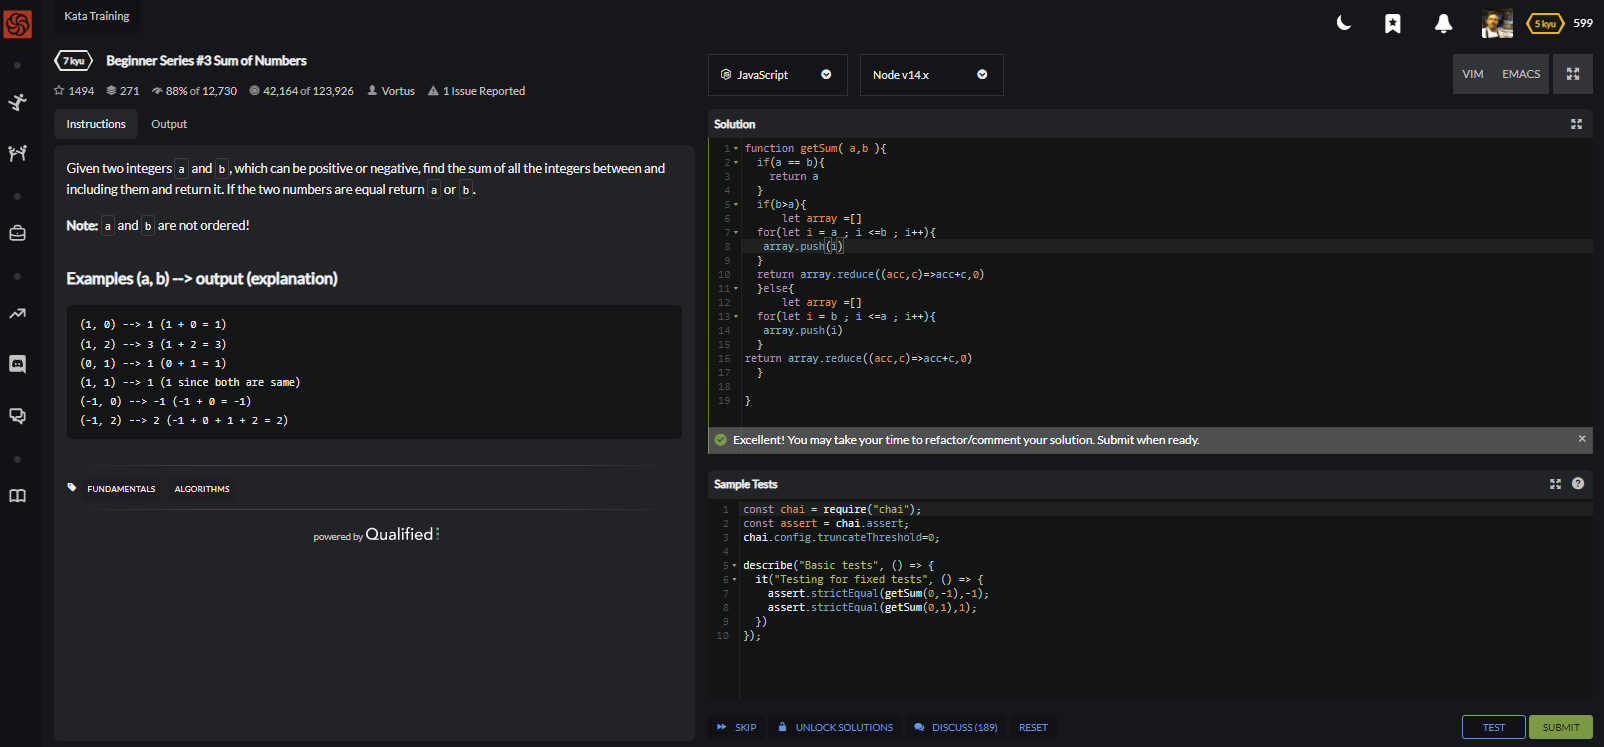 Kata Training
5 kyu 599
7 kyu Beginner Series #3 Sum of Numbers
1494 271 88% of 12,730 42,164 of 123,926 Vortus 1 Issue Reported
Instructions Output
Given two integers a and b, which can be positive or negative, find the sum of all the integers between and
including them and return it. If the two numbers are equal return a or b.
Note: a and b are not ordered!
Examples (a, b) --> output (explanation)
(1, 0) --> 1 (1 + 0 = 1)
(1, 2) --> 3 (1 + 2 = 3)
(0, 1) --> 1 (0 + 1 = 1)
(1, 1) --> 1 (1 since both are same)
(-1, 0) --> -1 (-1 + 0 = -1)
(-1, 2) --> 2 (-1 + 0 + 1 + 2 = 2)
FUNDAMENTALS ALGORITHMS
powered by Qualified
JavaScript Node v14.x VIM EMACS
Solution
1 function getSum( a,b ){
2 if(a == b){
3 return a
4 }
5 if(b>a){
6 let array =[]
7 for(let i = a ; i <=b ; i++){
8 array.push(i)
9 }
10 return array.reduce((acc,c)=>acc+c,0)
11 }else{
12 let array =[]
13 for(let i = b ; i <=a ; i++){
14 array.push(i)
15 }
16 return array.reduce((acc,c)=>acc+c,0)
17 }
18
19 }
Excellent! You may take your time to refactor/comment your solution. Submit when ready. ×
Sample Tests
1 const chai = require("chai");
2 const assert = chai.assert;
3 chai.config.truncateThreshold=0;
4
5 describe("Basic tests", () => {
6 it("Testing for fixed tests", () => {
7 assert.strictEqual(getSum(0,-1),-1);
8 assert.strictEqual(getSum(0,1),1);
9 })
10 });
SKIP UNLOCK SOLUTIONS DISCUSS (189) RESET TEST SUBMIT